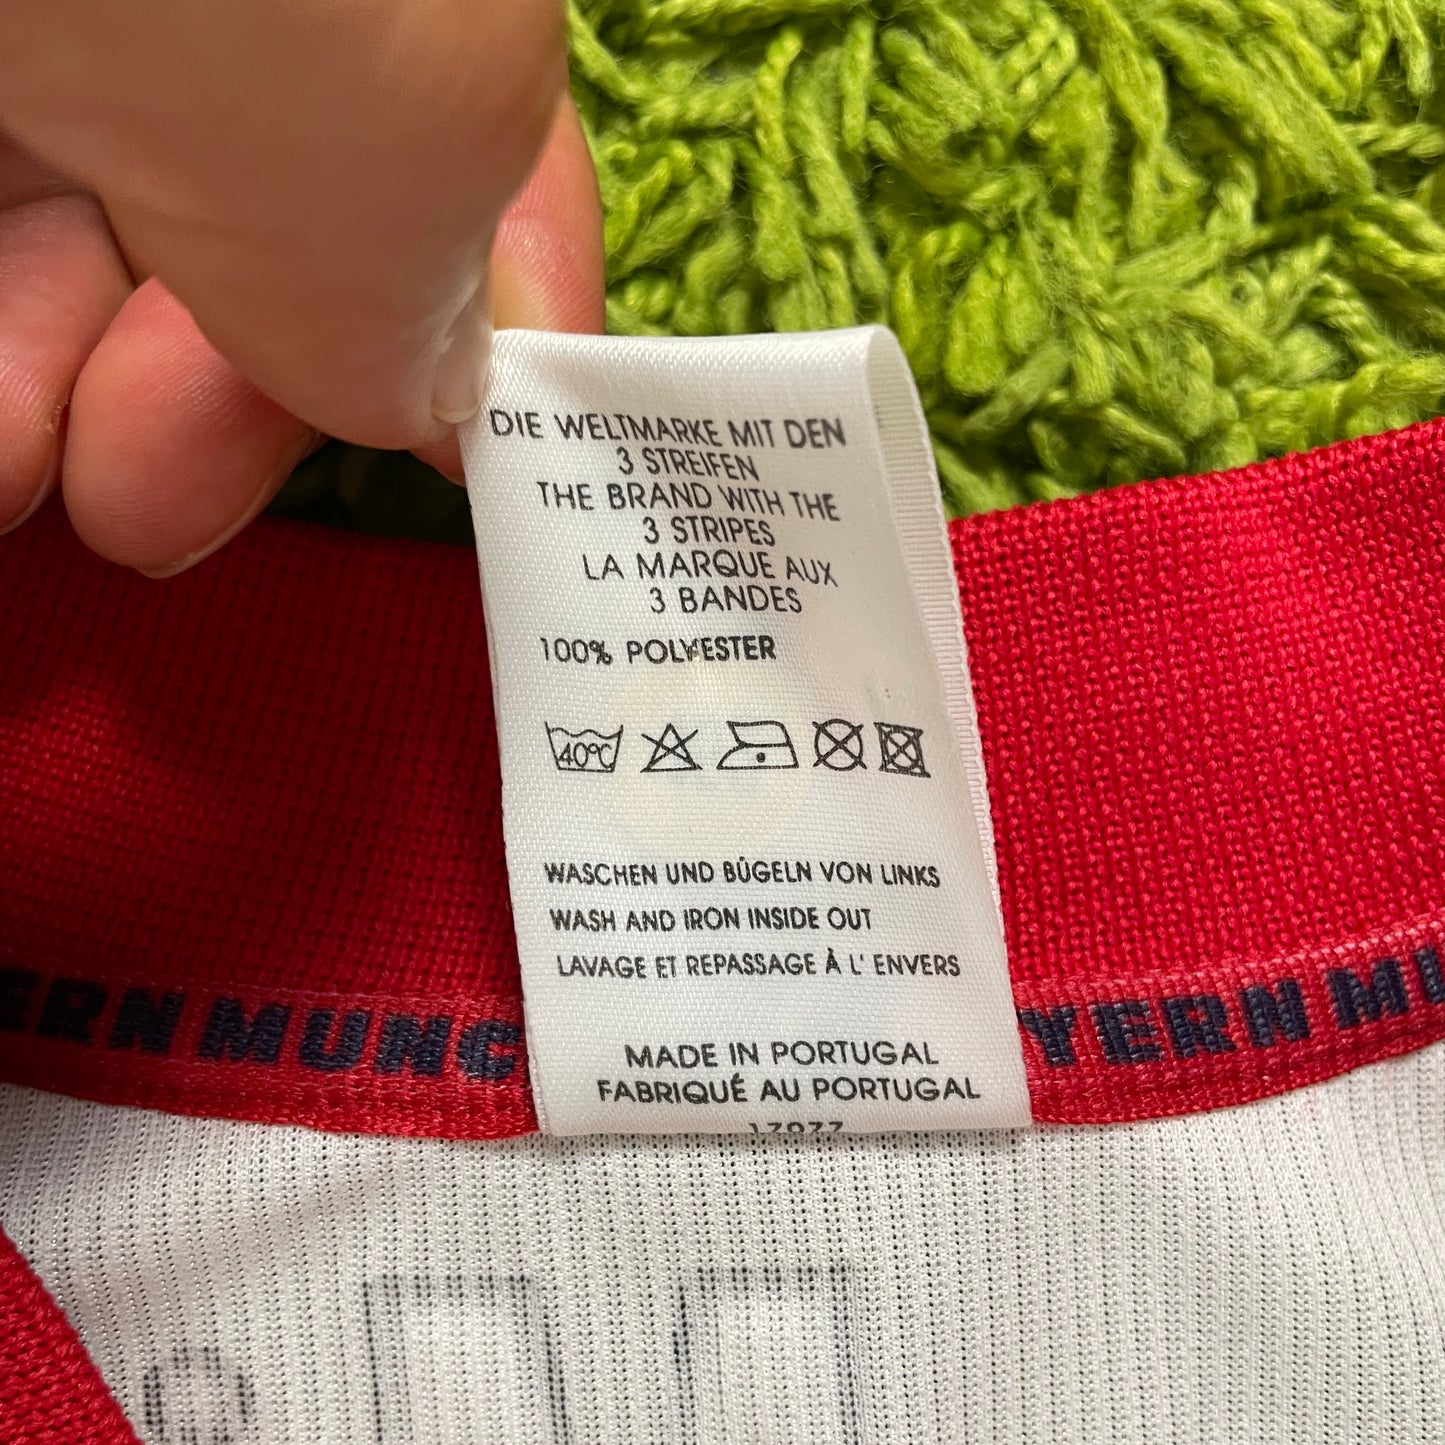 DIE WELTMARKE MIT DEN
3 STREIFEN
THE BRAND WITH THE
3 STRIPES
LA MARQUE AUX
3 BANDES
100% POLYESTER
40°C
WASCHEN UND BÜGELN VON LINKS
WASH AND IRON INSIDE OUT
LAVAGE ET REPASSAGE À L' ENVERS
MADE IN PORTUGAL
FABRIQUÉ AU PORTUGAL
ERN MUNC
YERN MU